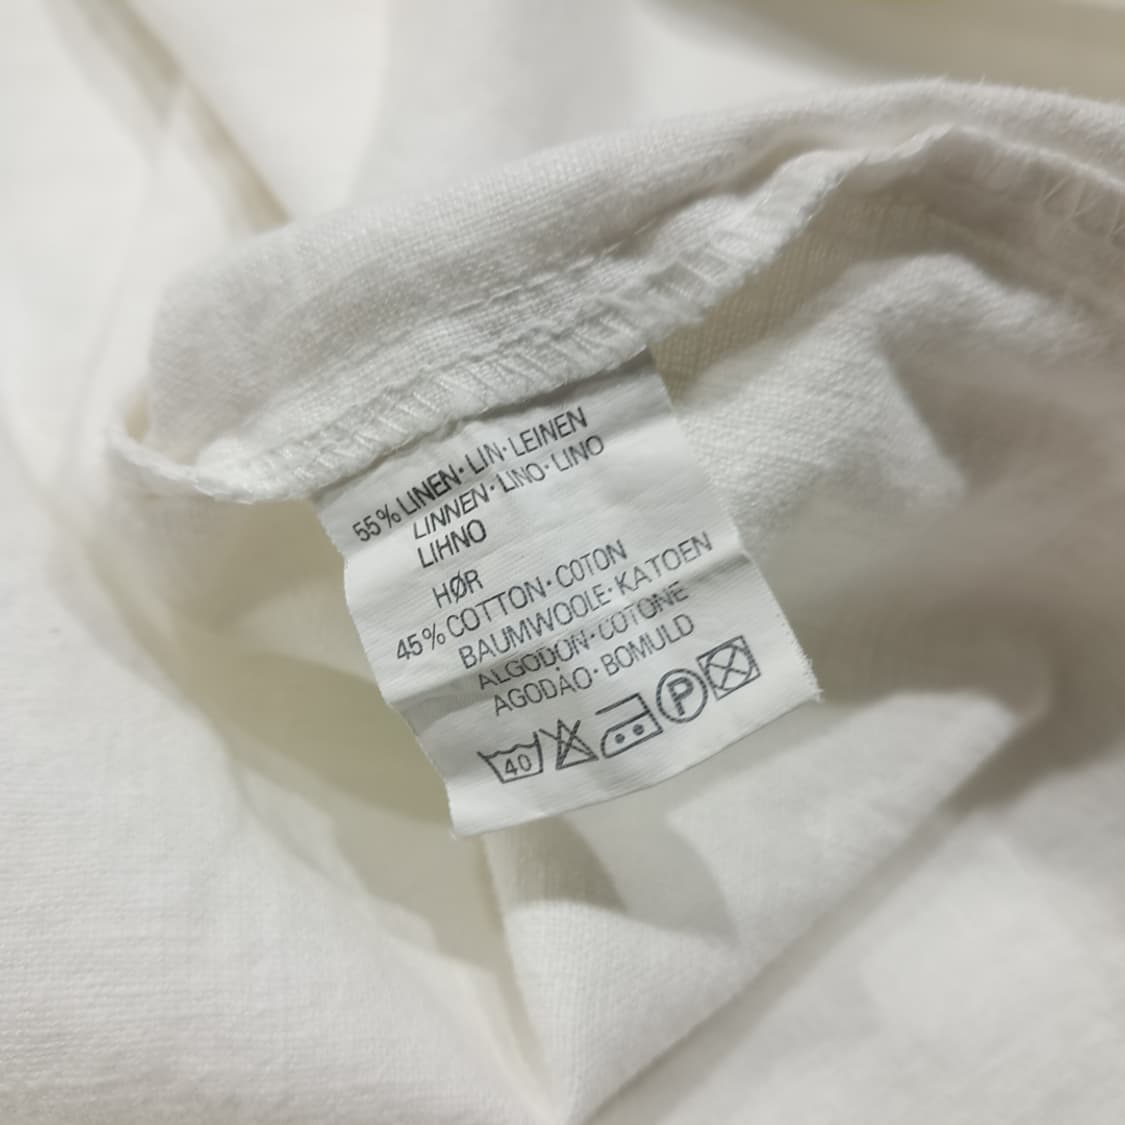 55% LINEN · LIN · LEINEN
LINNEN · LINO · LINO
LIHNO
HØR
45% COTTON · COTON
BAUMWOOLE · KATOEN
ALGODON · COTONE
AGODÃO · BOMULD
40 P